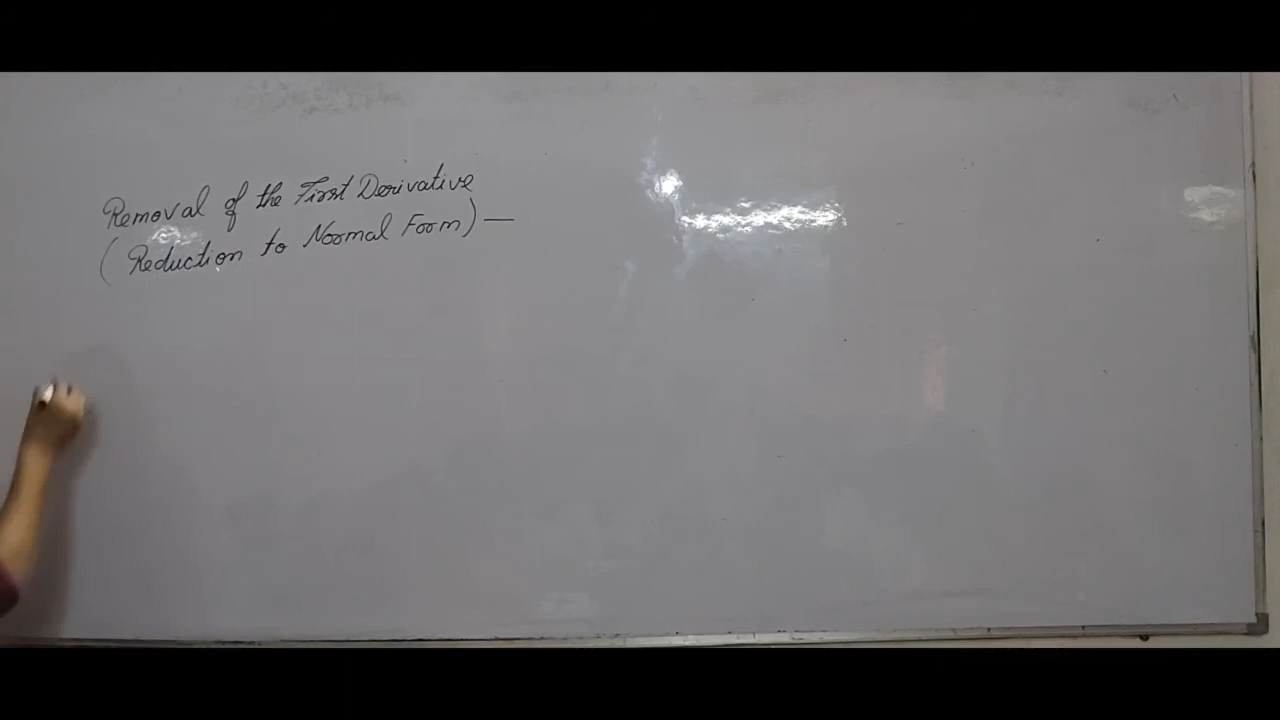 Removal of the First Derivative
(Reduction to Normal Form) —